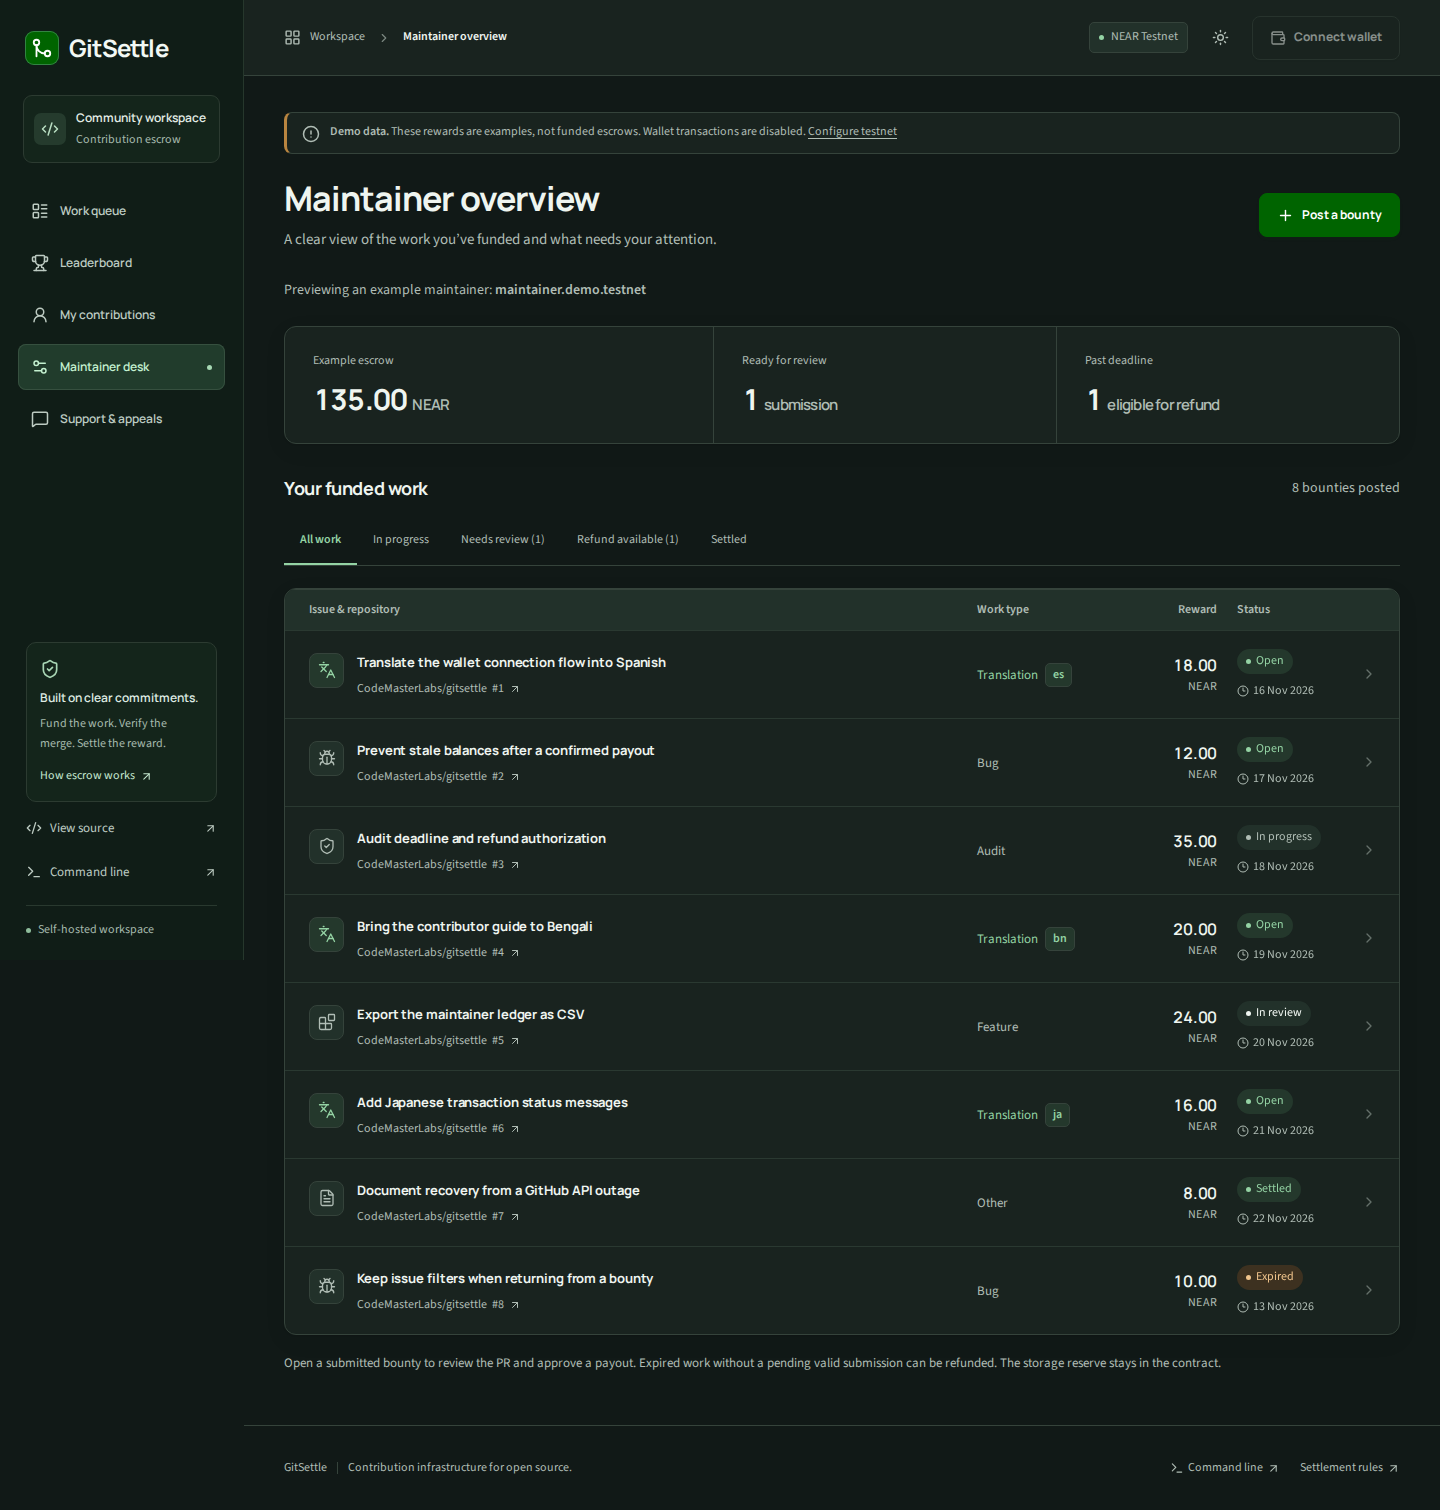 GitSettle
Community workspace
Contribution escrow
Work queue
Leaderboard
My contributions
Maintainer desk
Support & appeals
Built on clear commitments.
Fund the work. Verify the
merge. Settle the reward.
How escrow works
View source
Command line
Self-hosted workspace
Workspace
Maintainer overview
NEAR Testnet
Connect wallet
Demo data. These rewards are examples, not funded escrows. Wallet transactions are disabled. Configure testnet
Maintainer overview
A clear view of the work you've funded and what needs your attention.
Post a bounty
Previewing an example maintainer: maintainer.demo.testnet
Example escrow
135.00 NEAR
Ready for review
1 submission
Past deadline
1 eligible for refund
Your funded work
8 bounties posted
All work
In progress
Needs review (1)
Refund available (1)
Settled
Issue & repository
Work type
Reward
Status
Translate the wallet connection flow into Spanish
CodeMasterLabs/gitsettle #1
Translation es
18.00
NEAR
Open
16 Nov 2026
Prevent stale balances after a confirmed payout
CodeMasterLabs/gitsettle #2
Bug
12.00
NEAR
Open
17 Nov 2026
Audit deadline and refund authorization
CodeMasterLabs/gitsettle #3
Audit
35.00
NEAR
In progress
18 Nov 2026
Bring the contributor guide to Bengali
CodeMasterLabs/gitsettle #4
Translation bn
20.00
NEAR
Open
19 Nov 2026
Export the maintainer ledger as CSV
CodeMasterLabs/gitsettle #5
Feature
24.00
NEAR
In review
20 Nov 2026
Add Japanese transaction status messages
CodeMasterLabs/gitsettle #6
Translation ja
16.00
NEAR
Open
21 Nov 2026
Document recovery from a GitHub API outage
CodeMasterLabs/gitsettle #7
Other
8.00
NEAR
Settled
22 Nov 2026
Keep issue filters when returning from a bounty
CodeMasterLabs/gitsettle #8
Bug
10.00
NEAR
Expired
13 Nov 2026
Open a submitted bounty to review the PR and approve a payout. Expired work without a pending valid submission can be refunded. The storage reserve stays in the contract.
GitSettle
Contribution infrastructure for open source.
Command line
Settlement rules